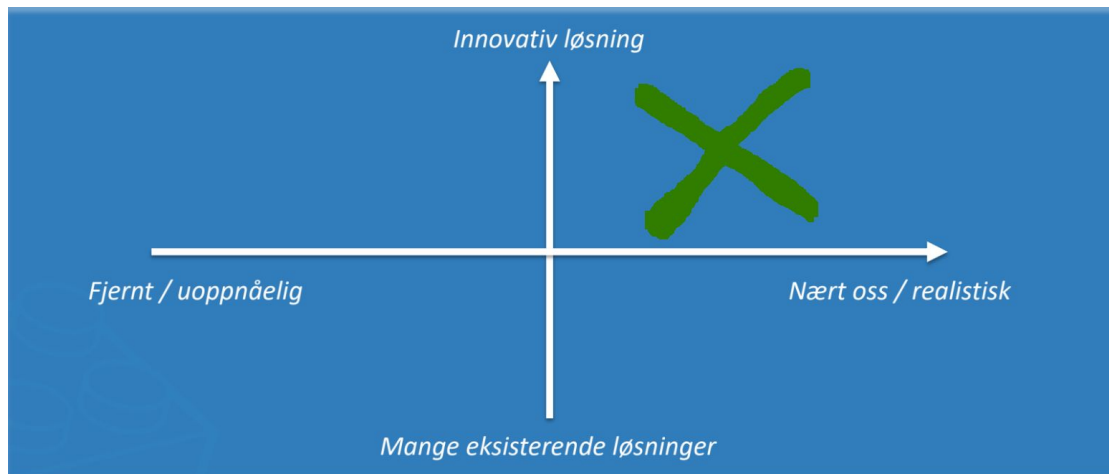 Innovativ løsning
Fjernt / uoppnåelig
Nært oss / realistisk
Mange eksisterende løsninger